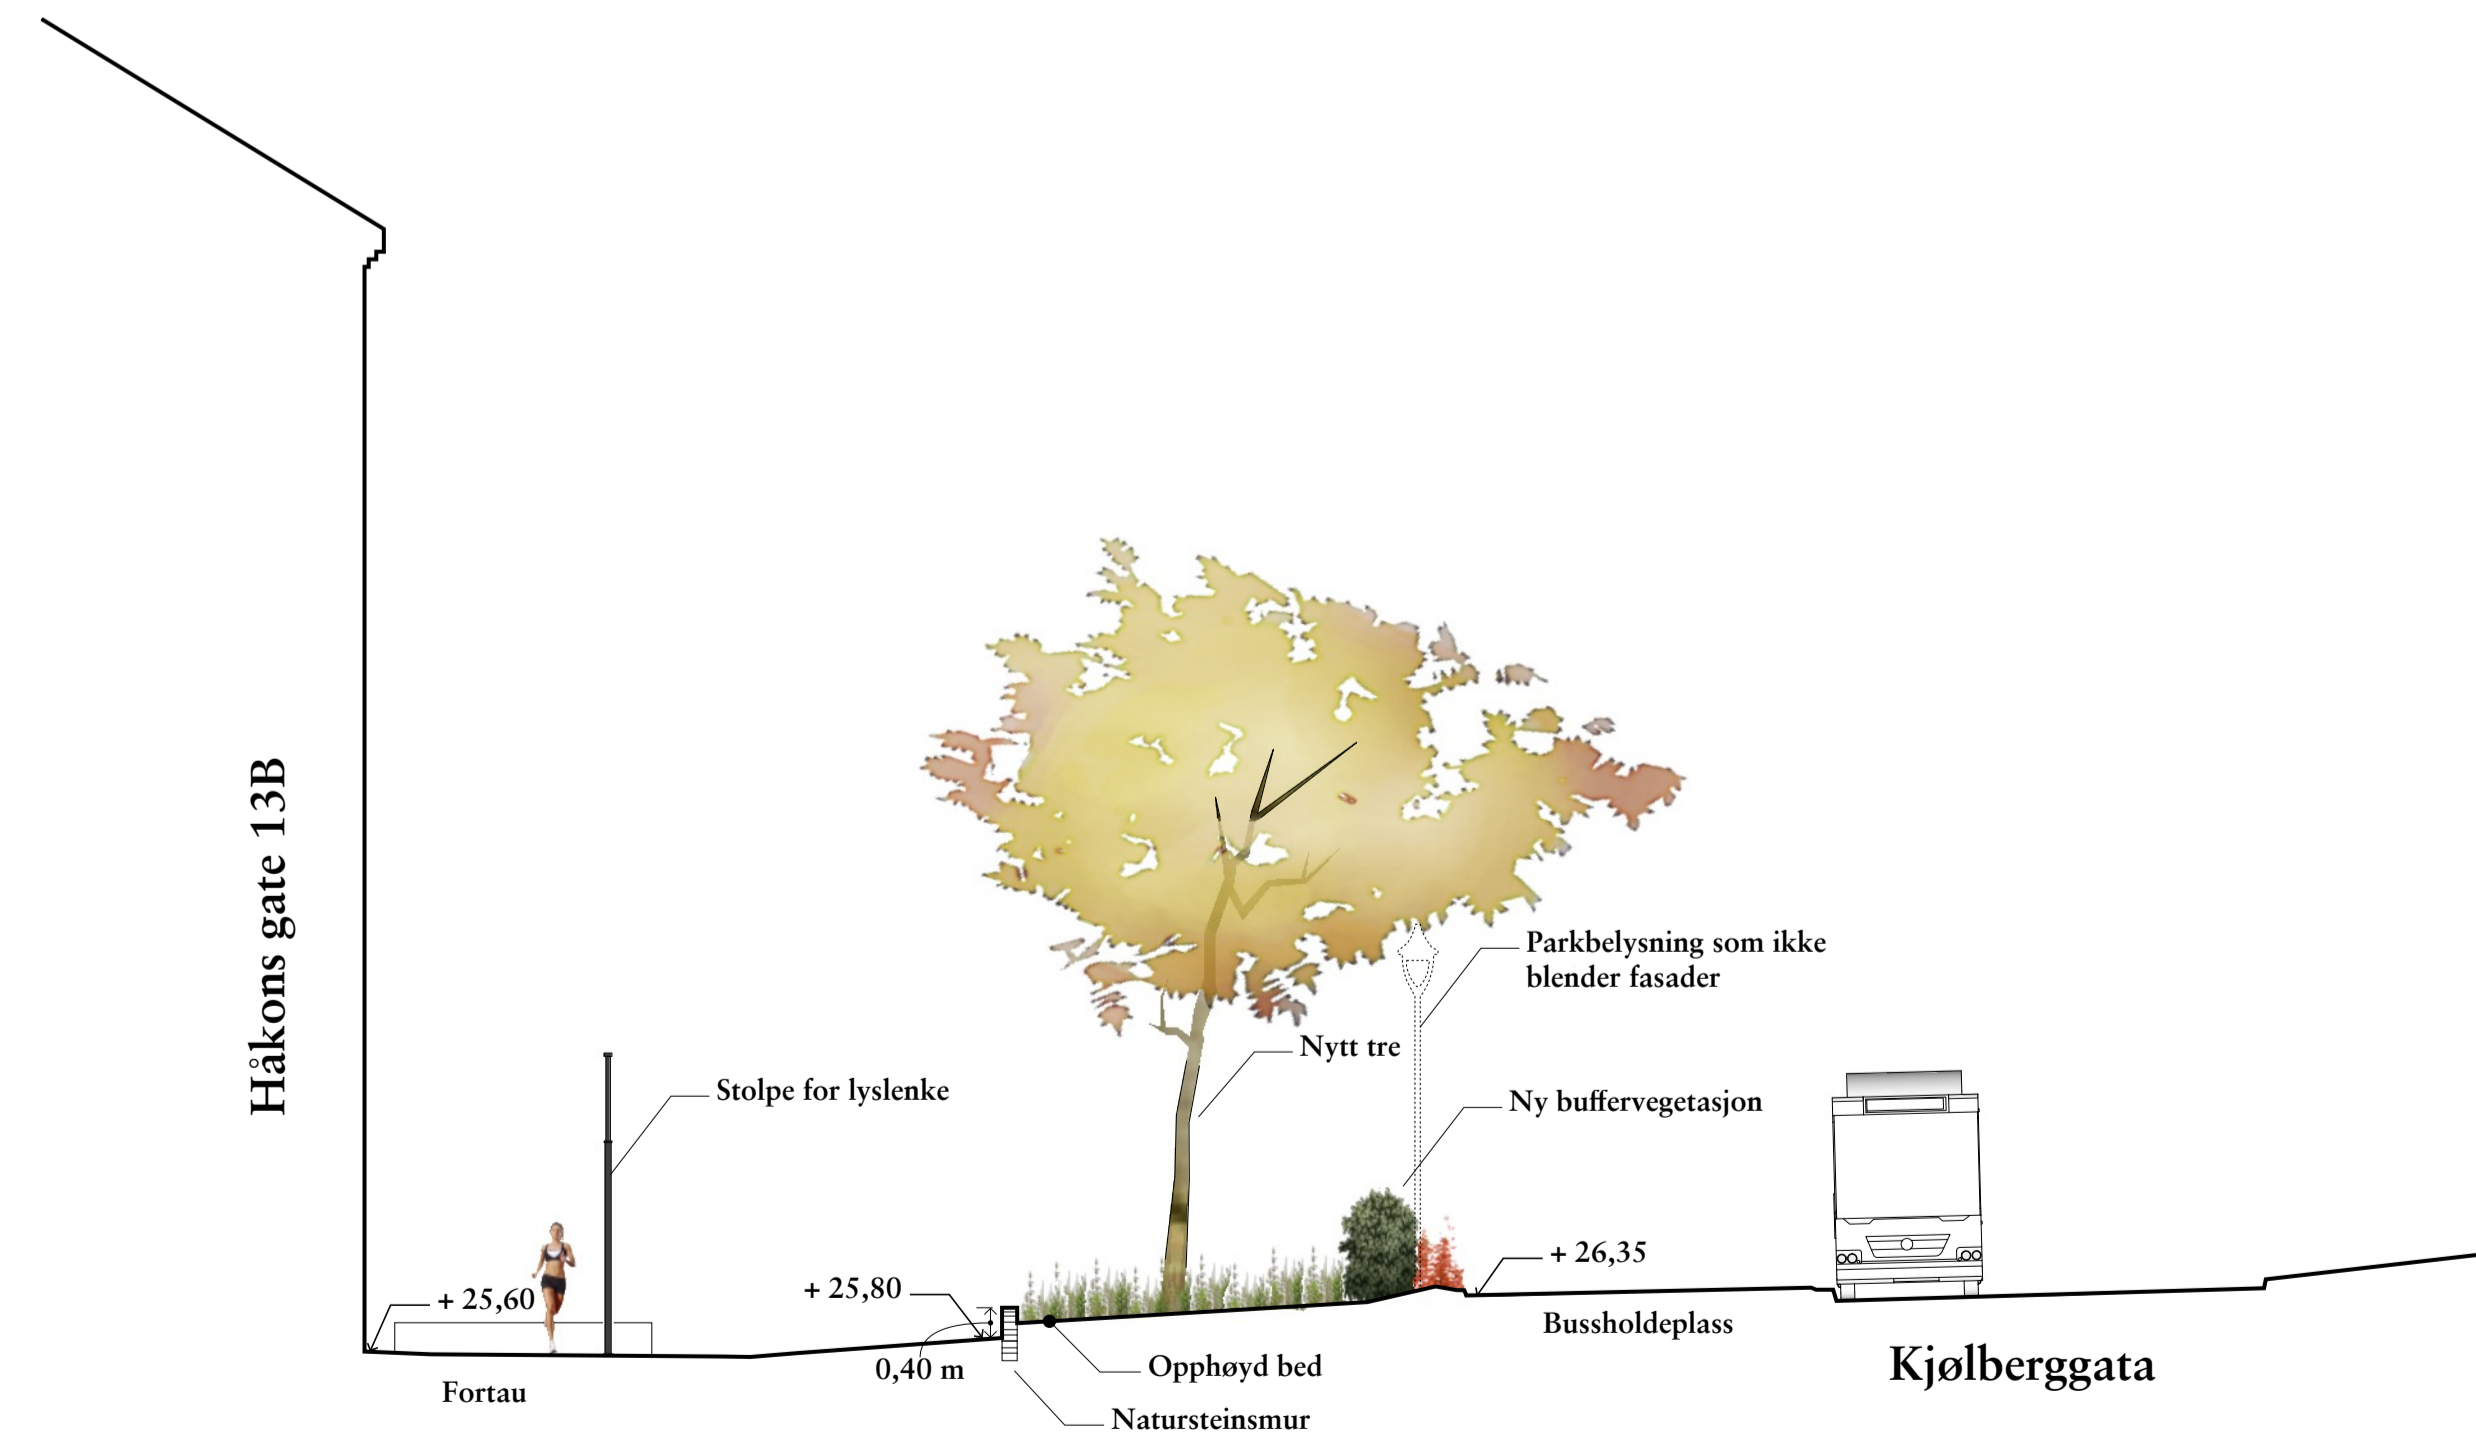 Håkons gate 13B
Parkbelysning som ikke
blender fasader
Nytt tre
Stolpe for lyslenke
Ny buffervegetasjon
+ 26,35
+ 25,80
+ 25,60
Bussholdeplass
Kjølberggata
0,40 m
Opphøyd bed
Fortau
Natursteinsmur